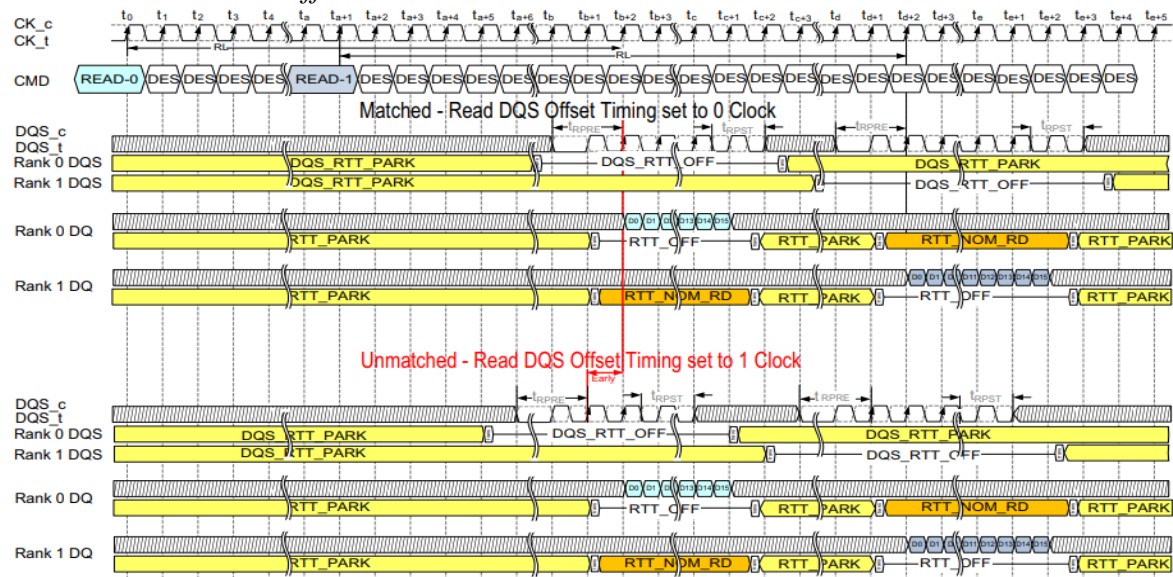 ff
t0 t1 t2 t3 t4 ta ta+1 ta+2 ta+3 ta+4 ta+5 ta+6 tb tb+1 tb+2 tb+3 tc tc+1 tc+2 tc+3 td td+1 td+2 td+3 te te+1 te+2 te+3 te+4 te+5
CK_c
CK_t
RL RL
CMD READ-0 DES DES DES DES READ-1 DES DES DES DES DES DES DES DES DES DES DES DES DES DES DES DES DES DES DES DES DES DES
Matched - Read DQS Offset Timing set to 0 Clock
DQS_c tRPRE tRPST tRPRE tRPST
DQS_t
Rank 0 DQS DQS_RTT_PARK DQS_RTT_OFF DQS_RTT_PARK
Rank 1 DQS DQS_RTT_PARK DQS_RTT_OFF
Rank 0 DQ D0 D1 D13 D14 D15
RTT_PARK RTT_OFF RTT_PARK RTT_NOM_RD RTT_PARK
Rank 1 DQ D0 D1 D11 D12 D13 D14 D15
RTT_PARK RTT_NOM_RD RTT_PARK RTT_OFF RTT_PARK
Unmatched - Read DQS Offset Timing set to 1 Clock
Early
DQS_c tRPRE tRPST tRPRE tRPST
DQS_t
Rank 0 DQS DQS_RTT_PARK DQS_RTT_OFF DQS_RTT_PARK
Rank 1 DQS DQS_RTT_PARK DQS_RTT_OFF
Rank 0 DQ D0 D1 D13 D14 D15
RTT_PARK RTT_OFF RTT_PARK RTT_NOM_RD RTT_PARK
Rank 1 DQ D0 D1 D11 D12 D13 D14 D15
RTT_PARK RTT_NOM_RD RTT_PARK RTT_OFF RTT_PARK